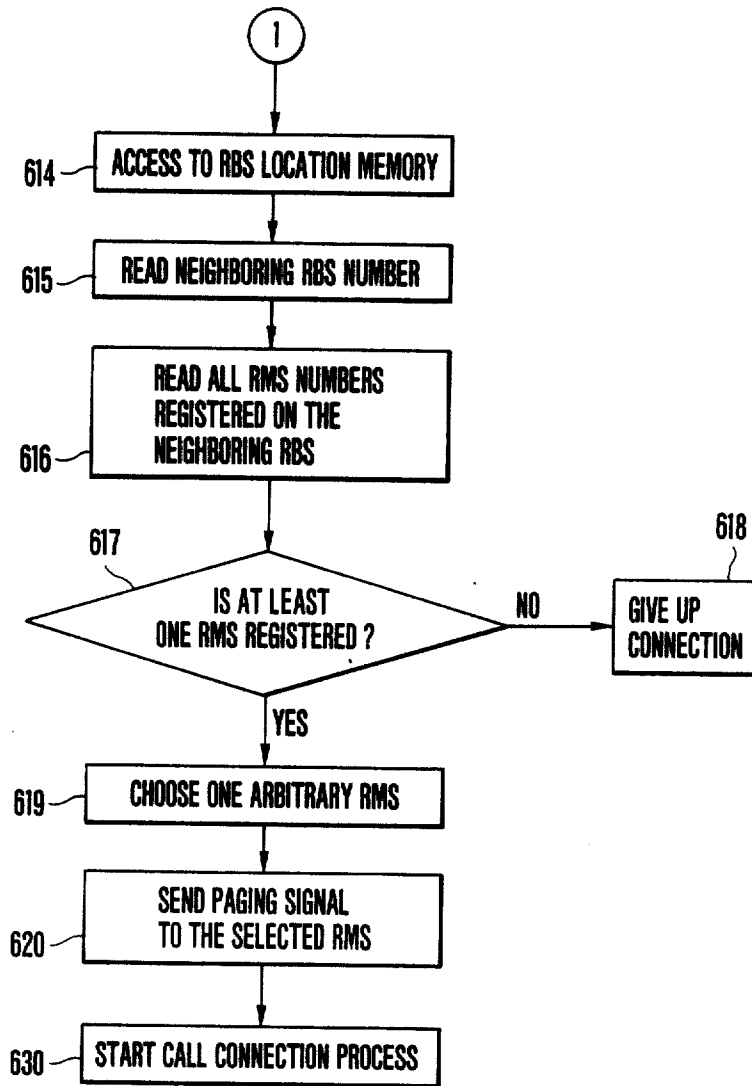 1
614
ACCESS TO RBS LOCATION MEMORY
615
READ NEIGHBORING RBS NUMBER
616
READ ALL RMS NUMBERS
REGISTERED ON THE
NEIGHBORING RBS
617
IS AT LEAST
ONE RMS REGISTERED ?
NO
618
GIVE UP
CONNECTION
YES
619
CHOOSE ONE ARBITRARY RMS
620
SEND PAGING SIGNAL
TO THE SELECTED RMS
630
START CALL CONNECTION PROCESS